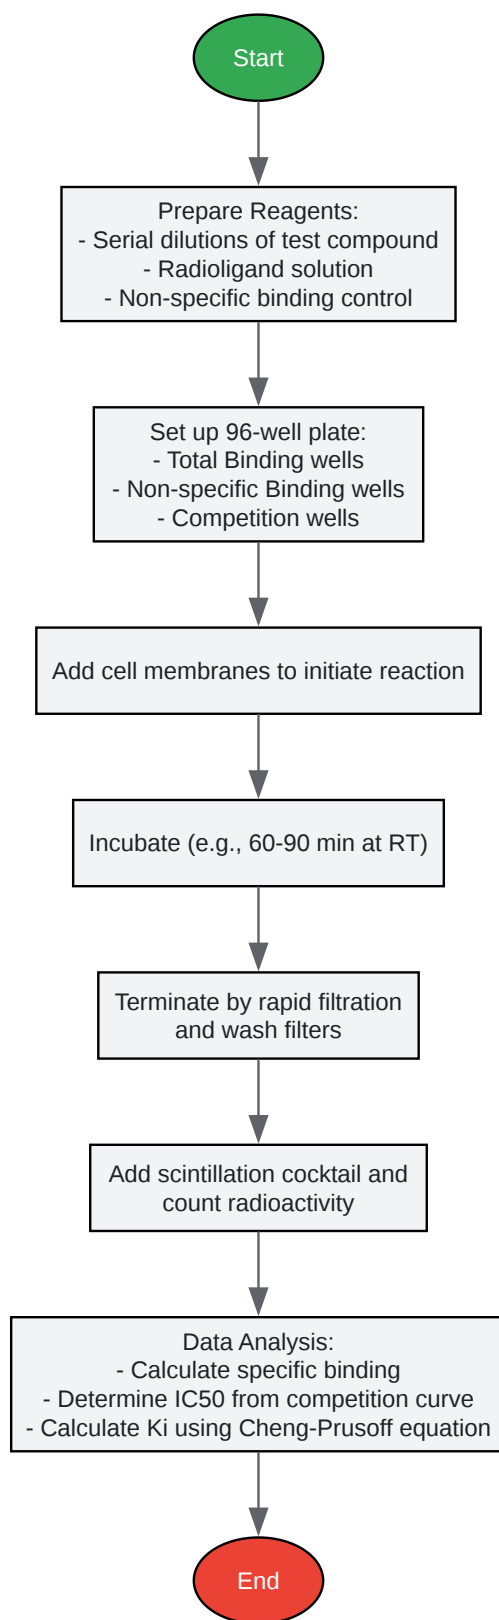 Start
Prepare Reagents:
- Serial dilutions of test compound
- Radioligand solution
- Non-specific binding control
Set up 96-well plate:
- Total Binding wells
- Non-specific Binding wells
- Competition wells
Add cell membranes to initiate reaction
Incubate (e.g., 60-90 min at RT)
Terminate by rapid filtration
and wash filters
Add scintillation cocktail and
count radioactivity
Data Analysis:
- Calculate specific binding
- Determine IC50 from competition curve
- Calculate Ki using Cheng-Prusoff equation
End